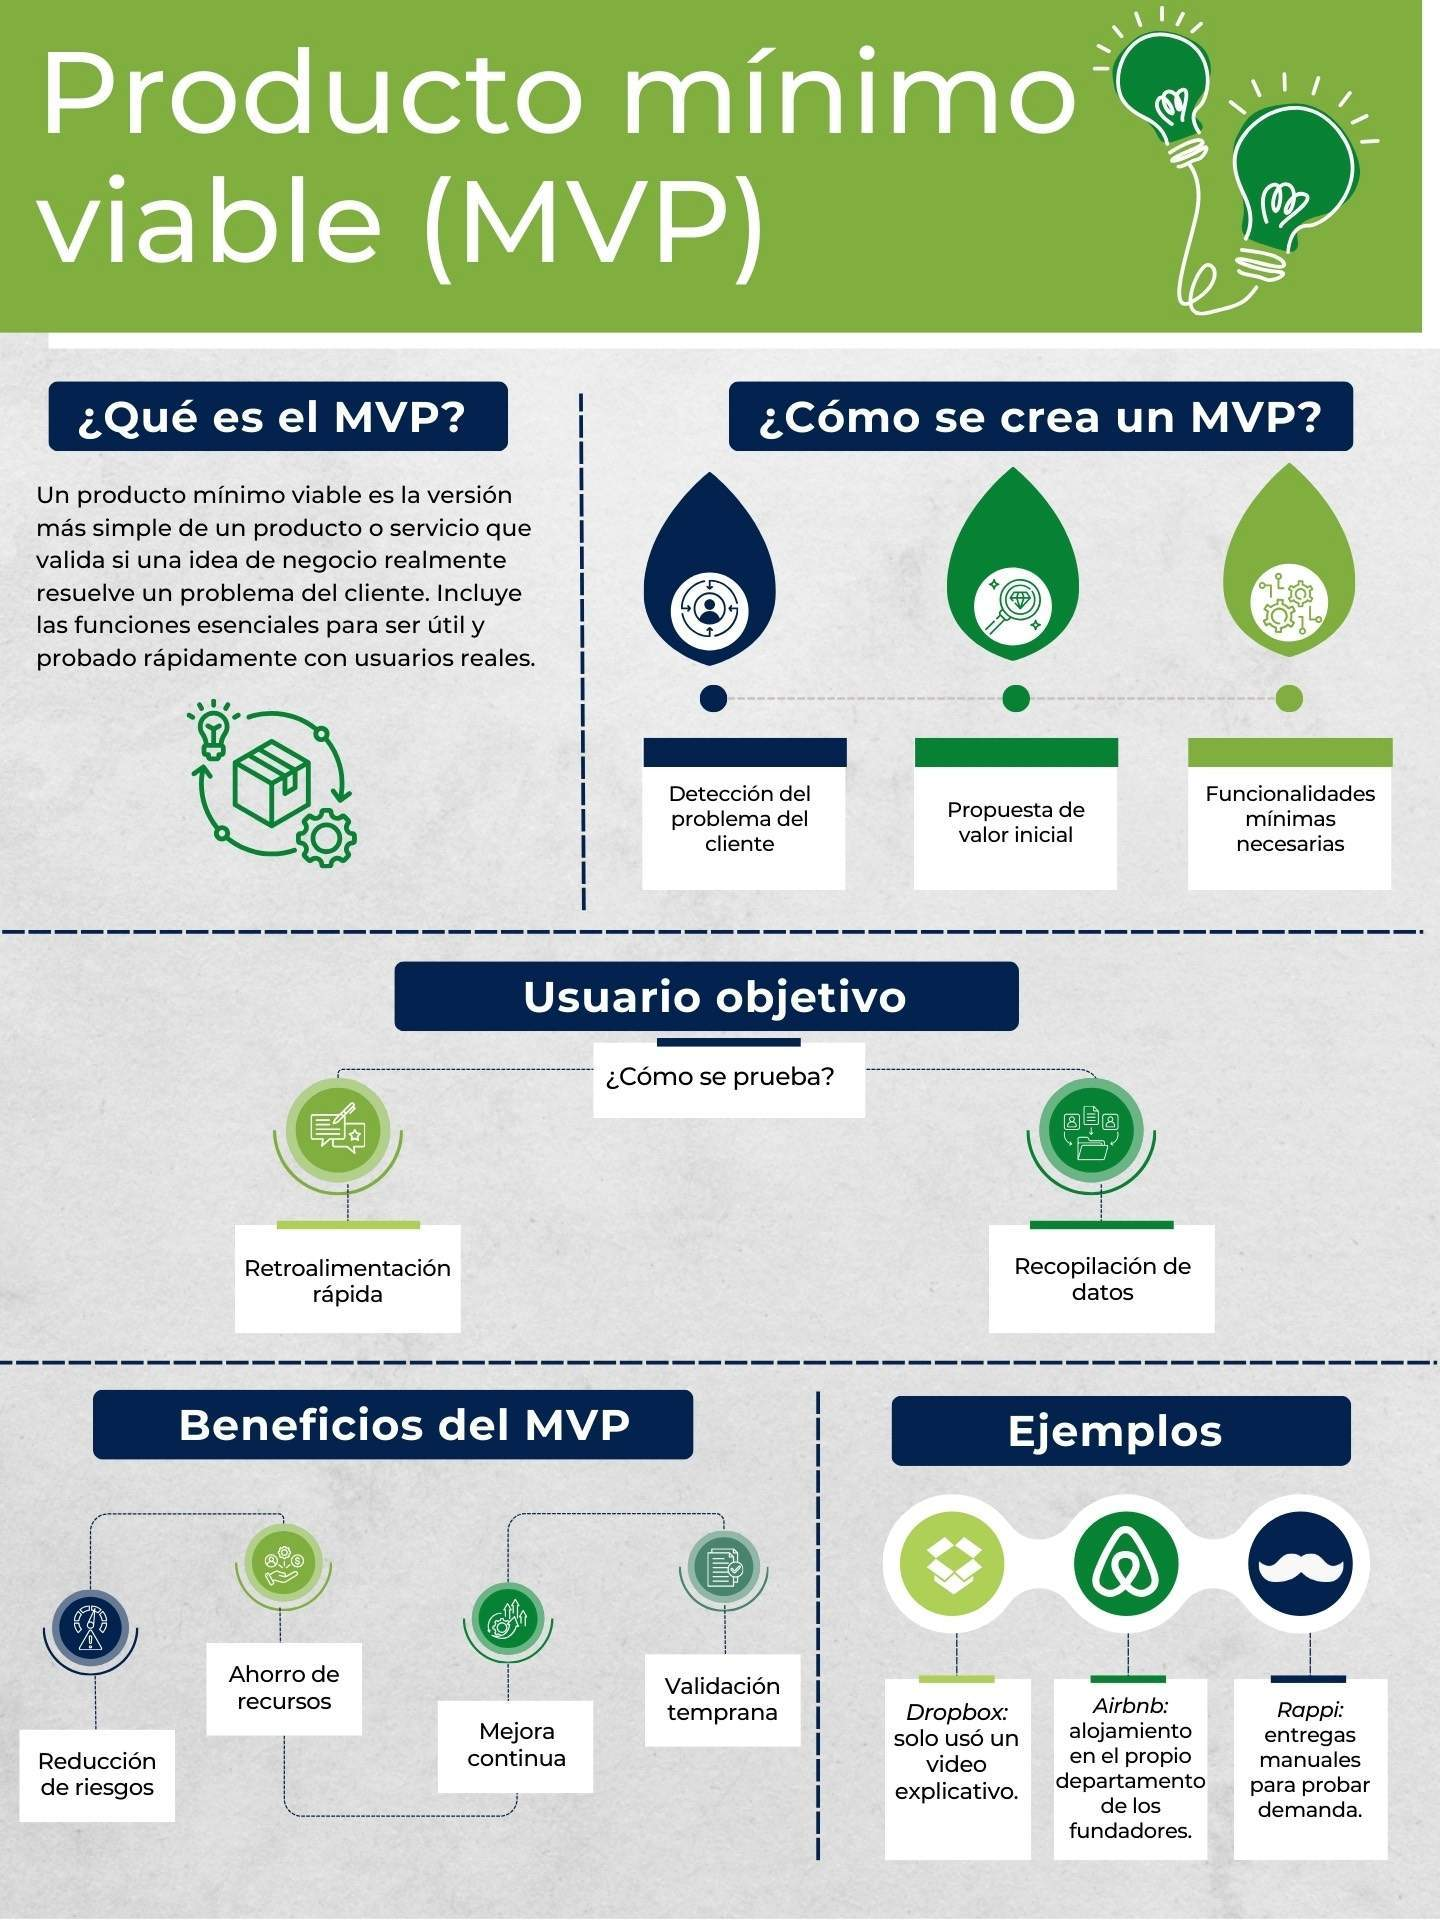 Producto mínimo
viable (MVP)
¿Qué es el MVP?
Un producto mínimo viable es la versión
más simple de un producto o servicio que
valida si una idea de negocio realmente
resuelve un problema del cliente. Incluye
las funciones esenciales para ser útil y
probado rápidamente con usuarios reales.
¿Cómo se crea un MVP?
Detección del
problema del
cliente
Propuesta de
valor inicial
Funcionalidades
mínimas
necesarias
Usuario objetivo
¿Cómo se prueba?
Retroalimentación
rápida
Recopilación de
datos
Beneficios del MVP
Reducción
de riesgos
Ahorro de
recursos
Mejora
continua
Validación
temprana
Ejemplos
Dropbox:
solo usó un
video
explicativo.
Airbnb:
alojamiento
en el propio
departamento
de los
fundadores.
Rappi:
entregas
manuales
para probar
demanda.